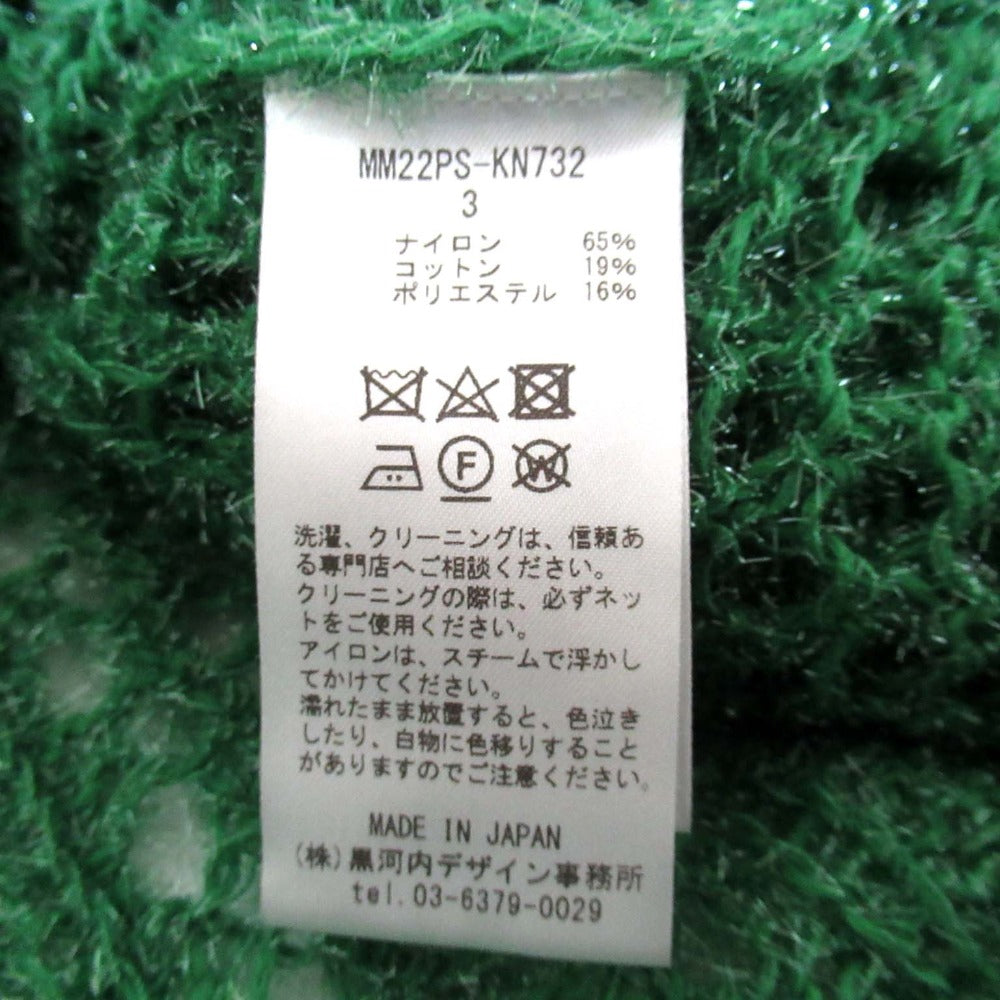 MM22PS-KN732
3
ナイロン 65%
コットン 19%
ポリエステル 16%
F
W
洗濯、クリーニングは、信頼あ
る専門店へご相談ください。
クリーニングの際は、必ずネッ
トをご使用ください。
アイロンは、スチームで浮かし
てかけてください。
濡れたまま放置すると、色泣き
したり、白物に色移りすること
がありますのでご注意ください。
MADE IN JAPAN
(株)黒河内デザイン事務所
tel.03-6379-0029